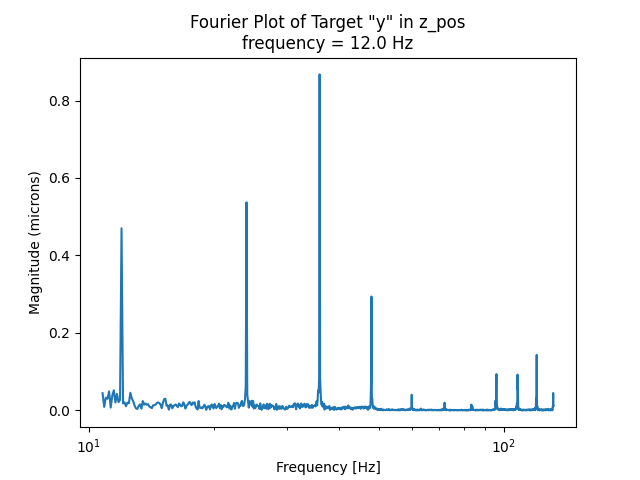 Fourier Plot of Target "y" in z_pos
frequency = 12.0 Hz
Magnitude (microns)
0.8
0.6
0.4
0.2
0.0
10¹
10²
Frequency [Hz]